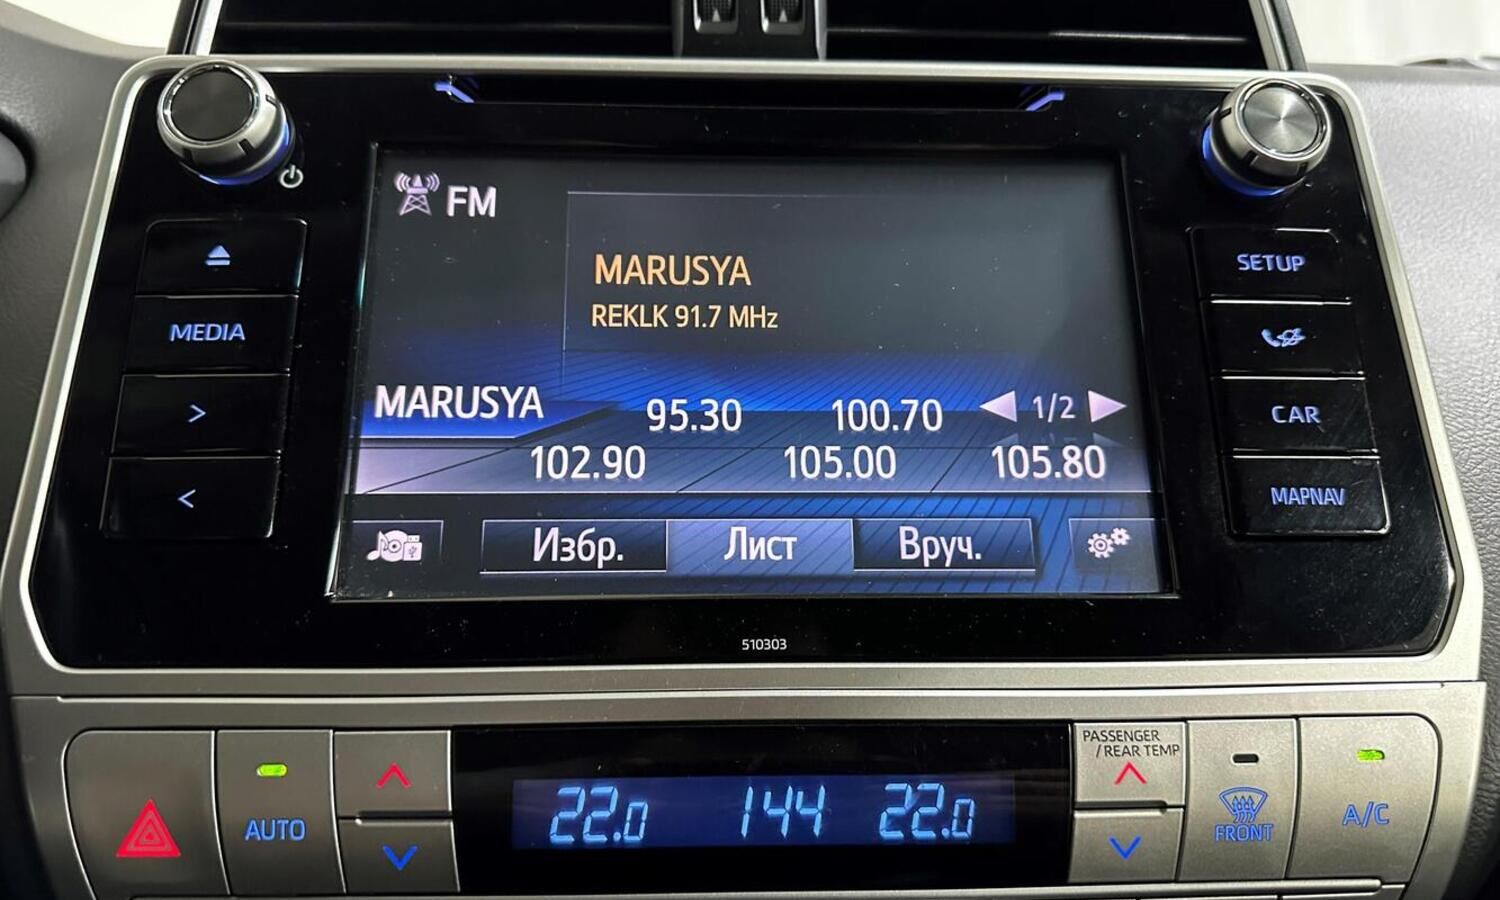 FM
MARUSYA
REKLK 91.7 MHz
MARUSYA 95.30 100.70 1/2
102.90 105.00 105.80
Избр. Лист Вруч.
510303
MEDIA
>
<
SETUP
CAR
MAPNAV
AUTO
22.0 144 22.0
PASSENGER
/REAR TEMP
FRONT
A/C